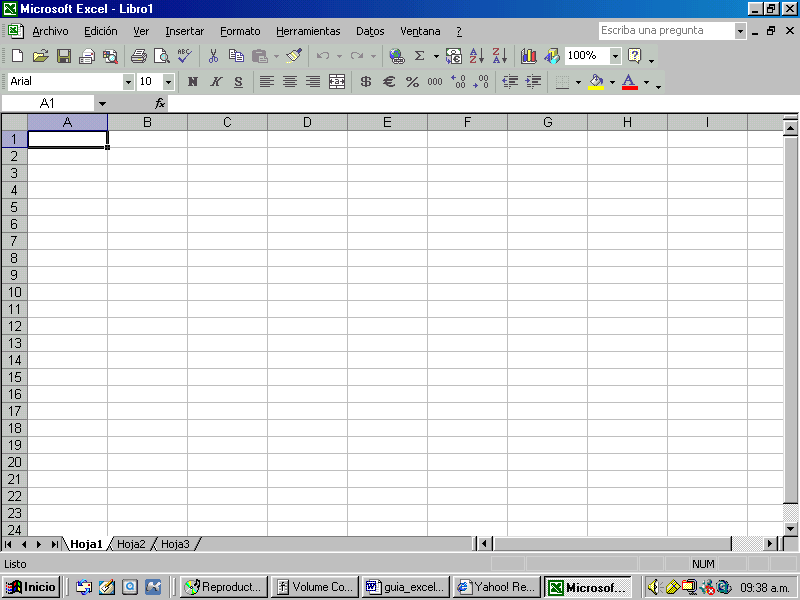 Microsoft Excel - Libro1
Archivo Edición Ver Insertar Formato Herramientas Datos Ventana ? Escriba una pregunta
Σ A Z Z A 100% ?
Arial 10 N K S $ € % 000 A
A1 fx
A B C D E F G H I
1
2
3
4
5
6
7
8
9
10
11
12
13
14
15
16
17
18
19
20
21
22
23
24
Hoja1 Hoja2 Hoja3
Listo NUM
Inicio Reproduct... Volume Co... guia_excel... Yahoo! Re... Microsof... 09:38 a.m.